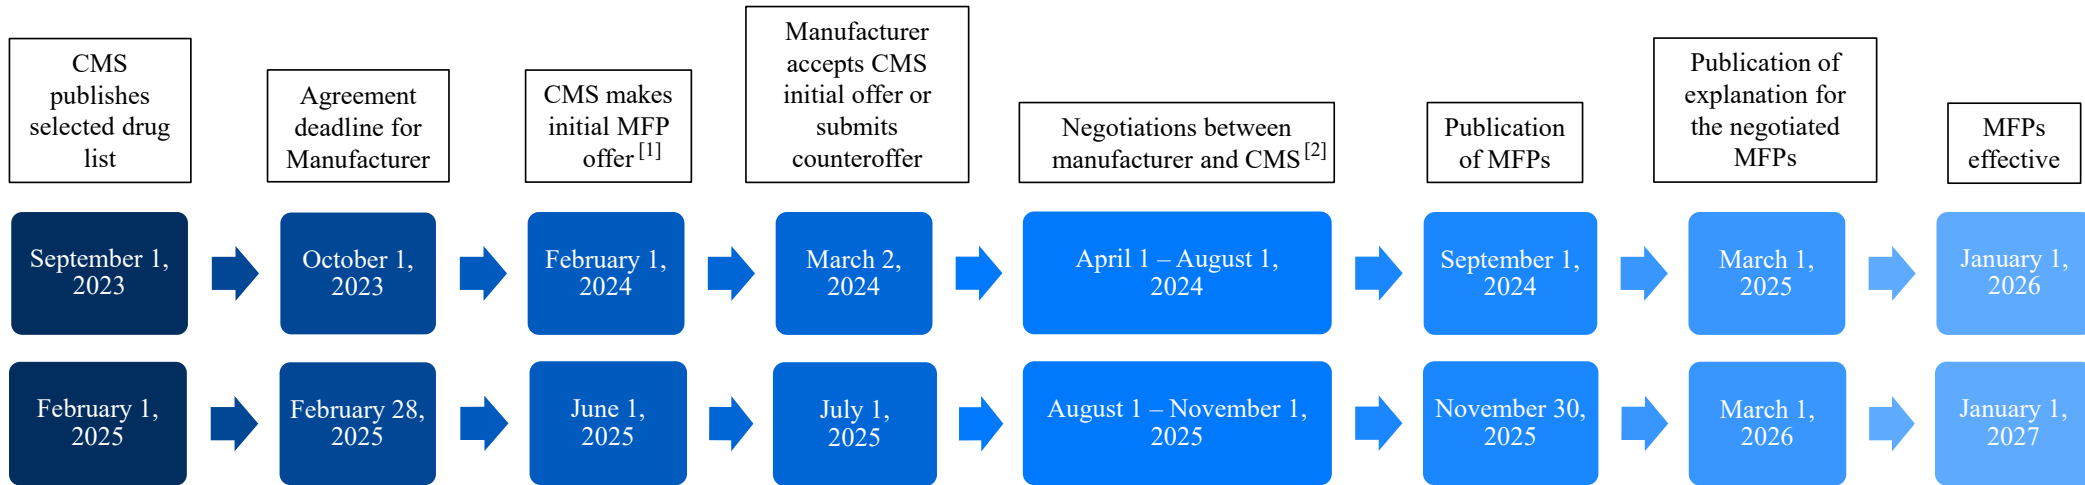 CMS
publishes
selected drug
list
Agreement
deadline for
Manufacturer
CMS makes
initial MFP
offer [1]
Manufacturer
accepts CMS
initial offer or
submits
counteroffer
Negotiations between
manufacturer and CMS [2]
Publication
of MFPs
Publication of
explanation for
the negotiated
MFPs
MFPs
effective
September 1,
2023
October 1,
2023
February 1,
2024
March 2,
2024
April 1 – August 1,
2024
September 1,
2024
March 1,
2025
January 1,
2026
February 1,
2025
February 28,
2025
June 1,
2025
July 1,
2025
August 1 – November 1,
2025
November 30,
2025
March 1,
2026
January 1,
2027